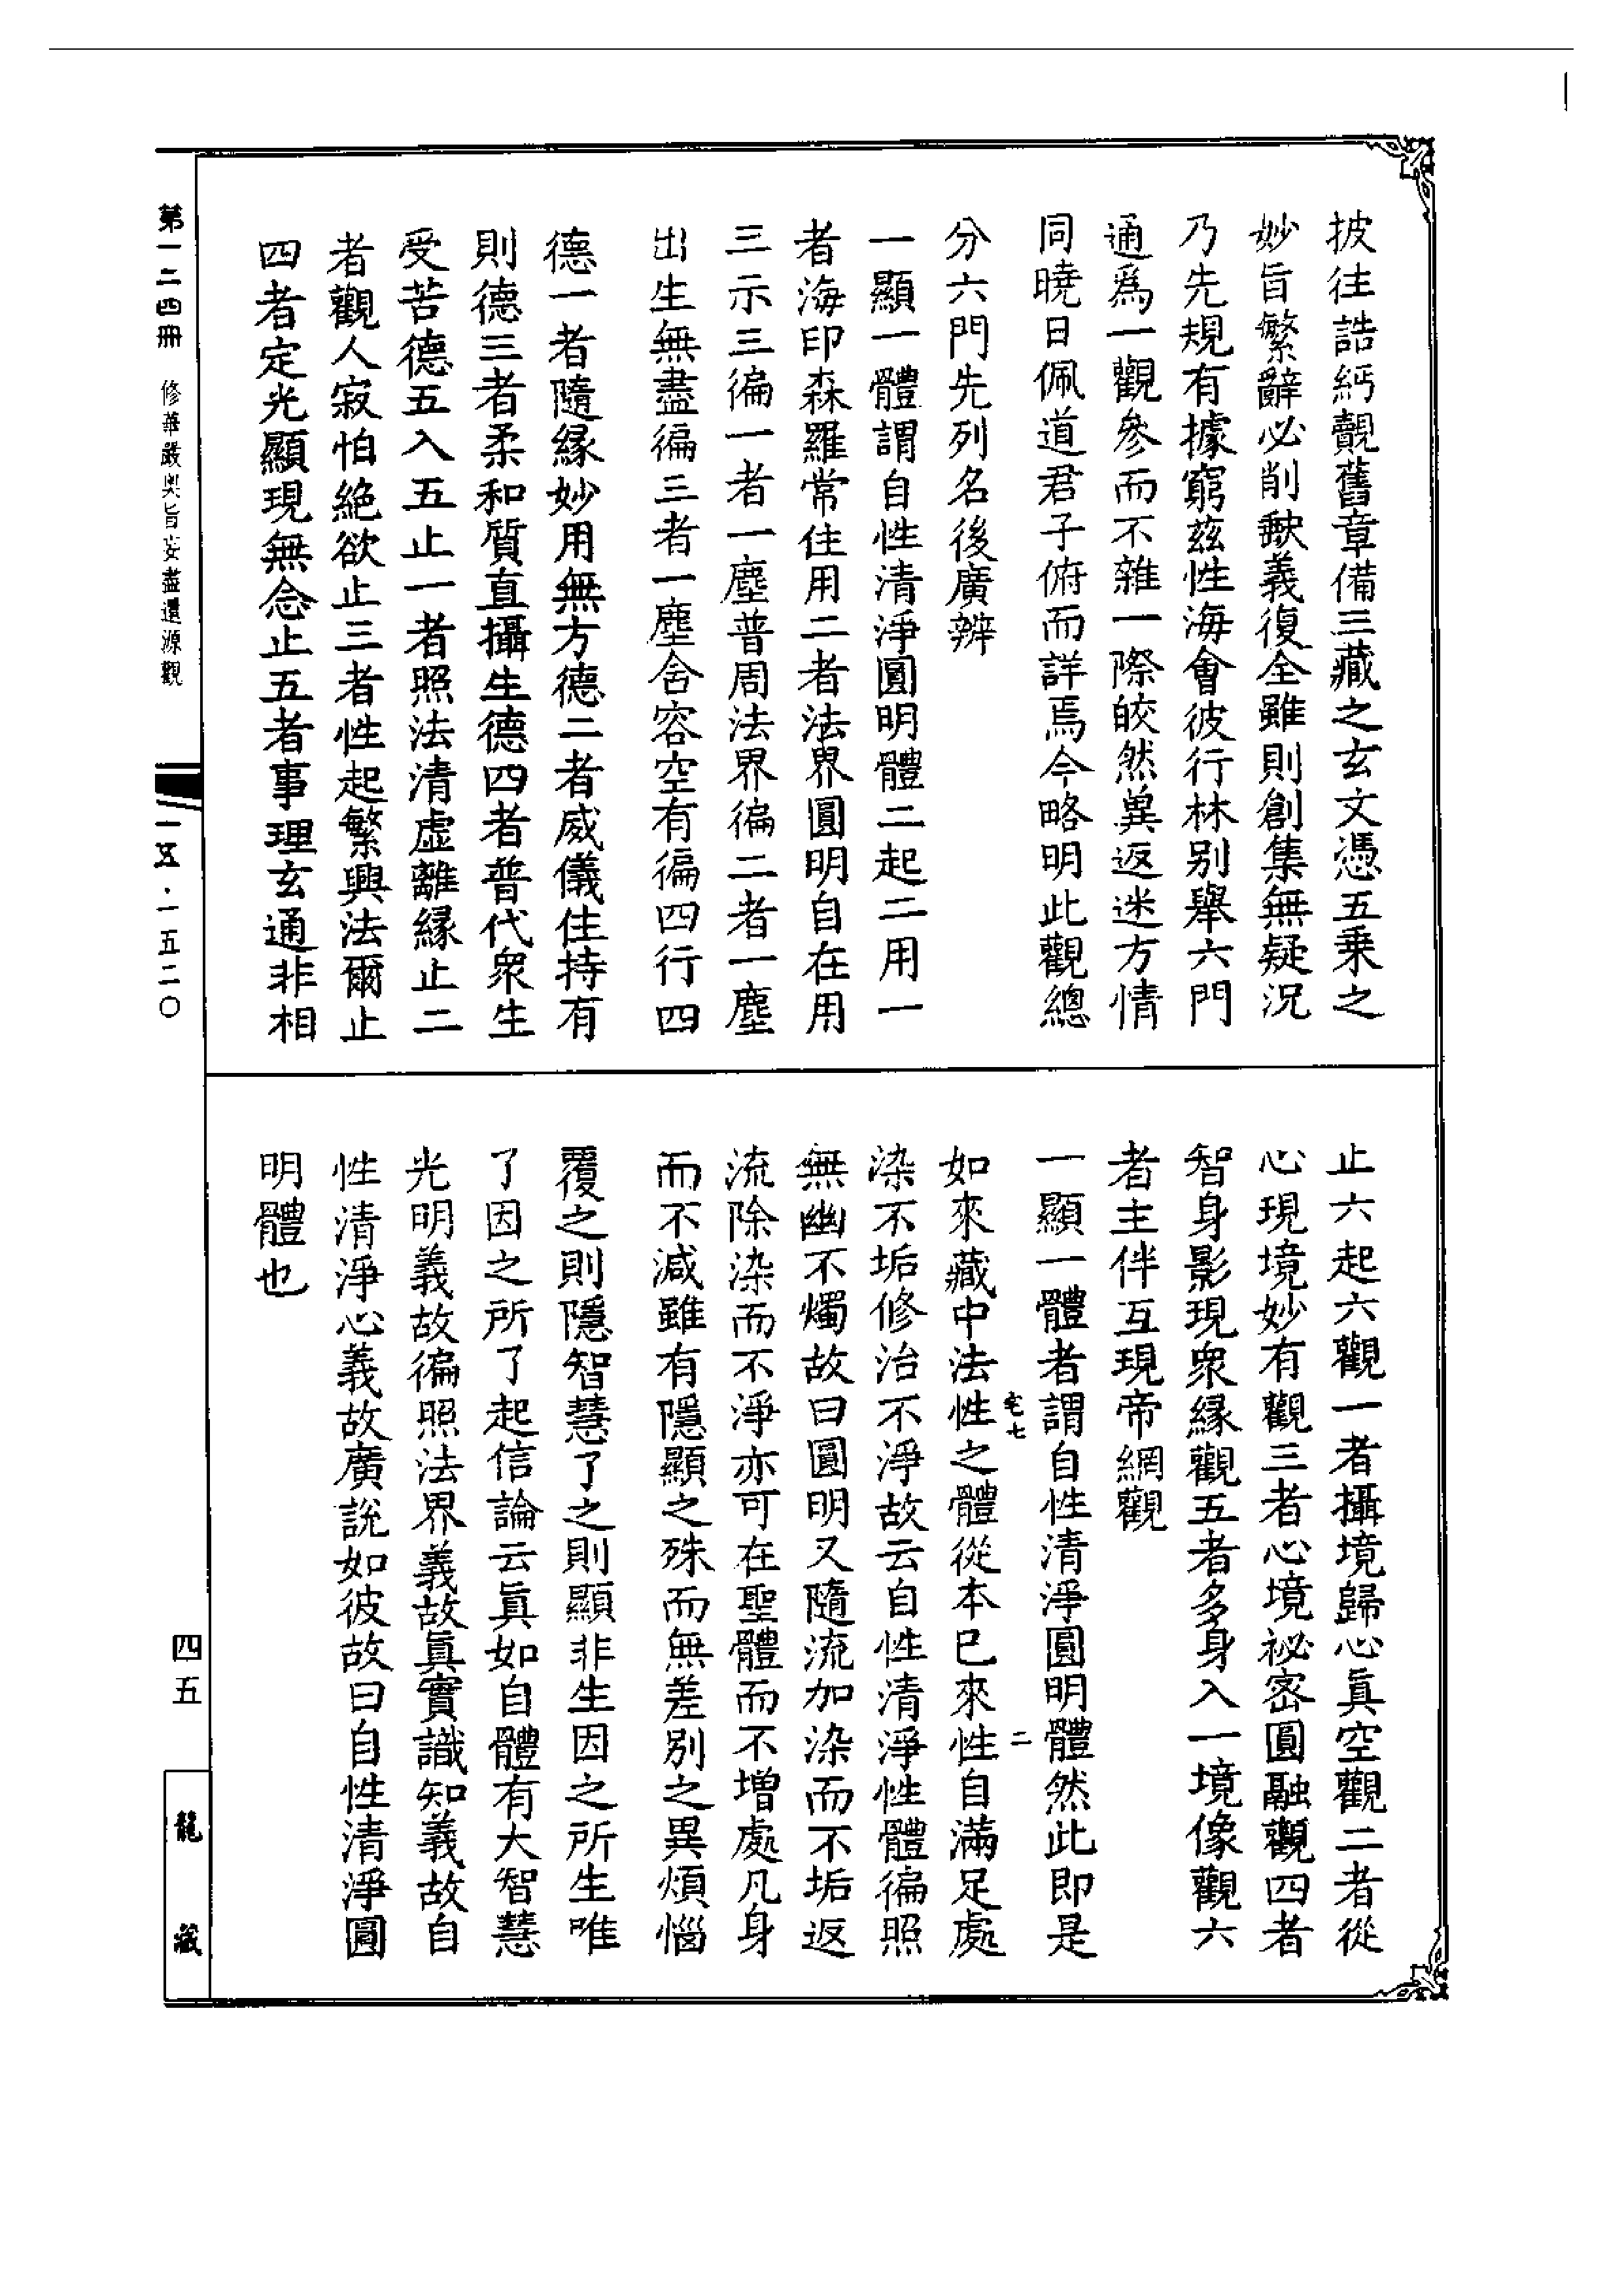 披往誥紆覿舊章備三藏之玄文憑五乗之
妙旨繁辭必削缺義復全雖則創集無疑况
乃先規有據窮兹性海會彼行林别舉六門
通爲一觀參而不雜一際皎然冀返迷方情
同曉日佩道君子俯而詳焉今略明此觀總
分六門先列名後廣辨
一顯一體謂自性清淨圓明體二起二用一
者海印森羅常住用二者法界圓明自在用
三示三徧一者一塵普周法界徧二者一塵
出生無盡徧三者一塵含容空有徧四行四
德一者隨緣妙用無方德二者威儀住持有
則德三者柔和質直攝生德四者普代衆生
受苦德五入五止一者照法清虚離緣止二
者觀人寂怕絶欲止三者性起繁興法爾止
四者定光顯現無念止五者事理玄通非相
第一二四冊 修華嚴奥旨妄盡還源觀
一五·一五二〇
止六起六觀一者攝境歸心真空觀二者從
心現境妙有觀三者心境祕密圓融觀四者
智身影現衆緣觀五者多身入一境像觀六
者主伴互現帝網觀
一顯一體者謂自性清淨圓明體然此即是
宅七 二
如來藏中法性之體從本已來性自滿足處
染不垢修治不淨故云自性清淨性體徧照
無幽不燭故曰圓明又隨流加染而不垢返
流除染而不淨亦可在聖體而不增處凡身
而不減雖有隱顯之殊而無差别之異煩惱
覆之則隱智慧了之則顯非生因之所生唯
了因之所了起信論云真如自體有大智慧
光明義故徧照法界義故真實識知義故自
性清淨心義故廣說如彼故曰自性清淨圓
明體也
四五
龍藏